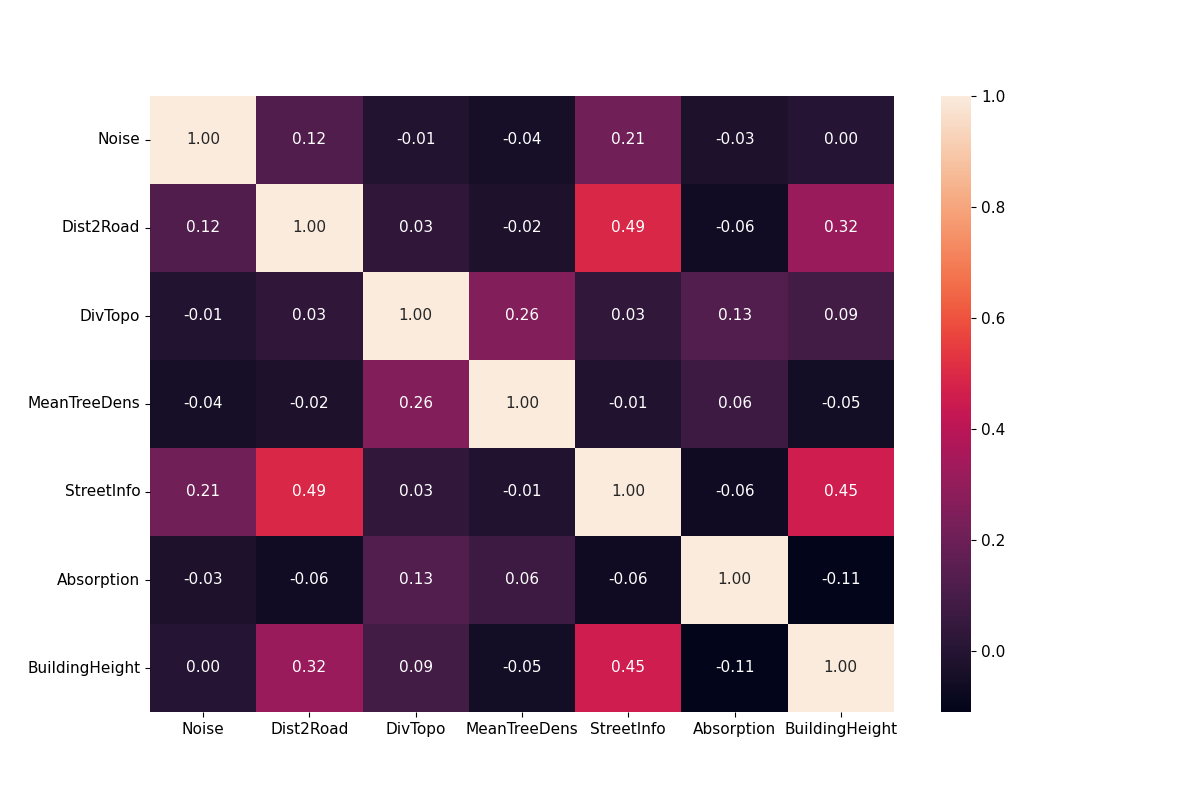 Noise 1.00 0.12 -0.01 -0.04 0.21 -0.03 0.00
Dist2Road 0.12 1.00 0.03 -0.02 0.49 -0.06 0.32
DivTopo -0.01 0.03 1.00 0.26 0.03 0.13 0.09
MeanTreeDens -0.04 -0.02 0.26 1.00 -0.01 0.06 -0.05
StreetInfo 0.21 0.49 0.03 -0.01 1.00 -0.06 0.45
Absorption -0.03 -0.06 0.13 0.06 -0.06 1.00 -0.11
BuildingHeight 0.00 0.32 0.09 -0.05 0.45 -0.11 1.00
Noise Dist2Road DivTopo MeanTreeDens StreetInfo Absorption BuildingHeight
1.0
0.8
0.6
0.4
0.2
0.0